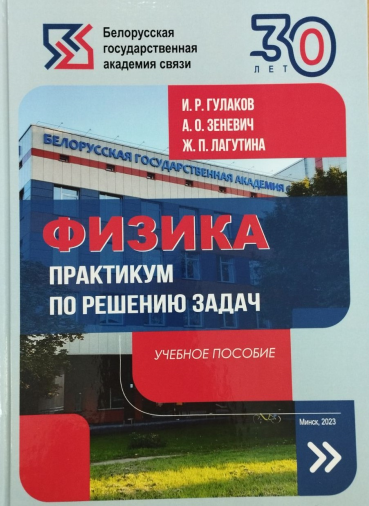 Белорусская
государственная
академия связи
30
ЛЕТ
И. Р. ГУЛАКОВ
А. О. ЗЕНЕВИЧ
Ж. П. ЛАГУТИНА
БЕЛОРУССКАЯ ГОСУДАРСТВЕННАЯ АКАДЕМИЯ
ФИЗИКА
ПРАКТИКУМ
ПО РЕШЕНИЮ ЗАДАЧ
УЧЕБНОЕ ПОСОБИЕ
Минск, 2023